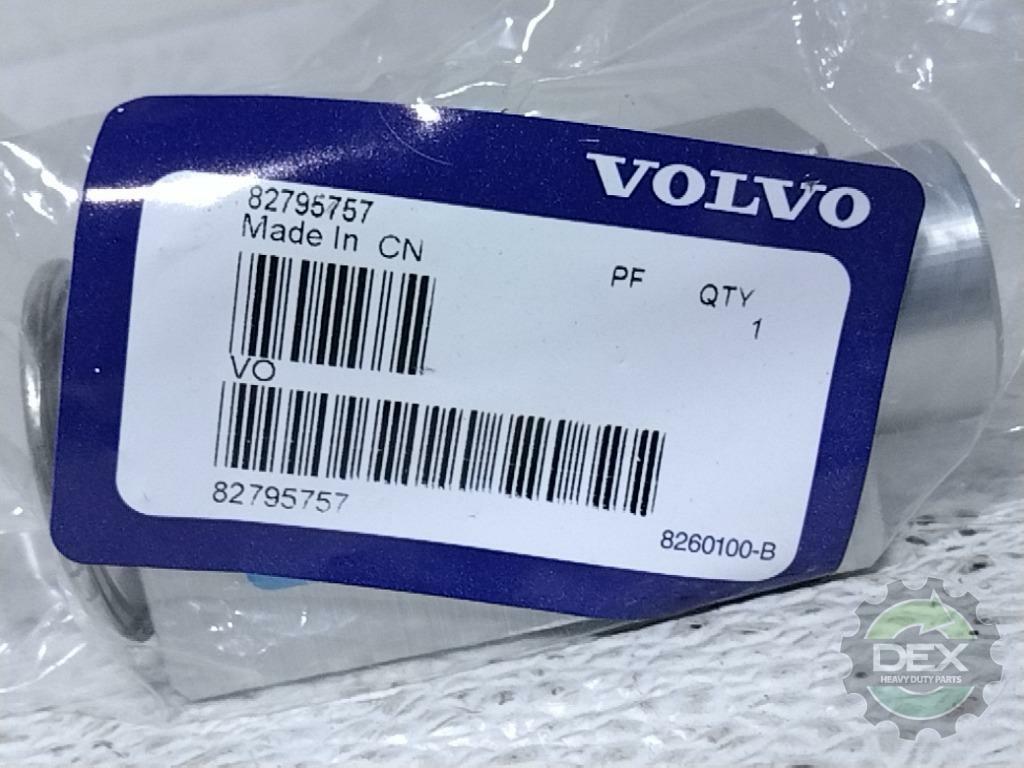 VOLVO
82795757
Made In CN
PF QTY
1
VO
82795757
8260100-B
DEX
HEAVY DUTY PARTS